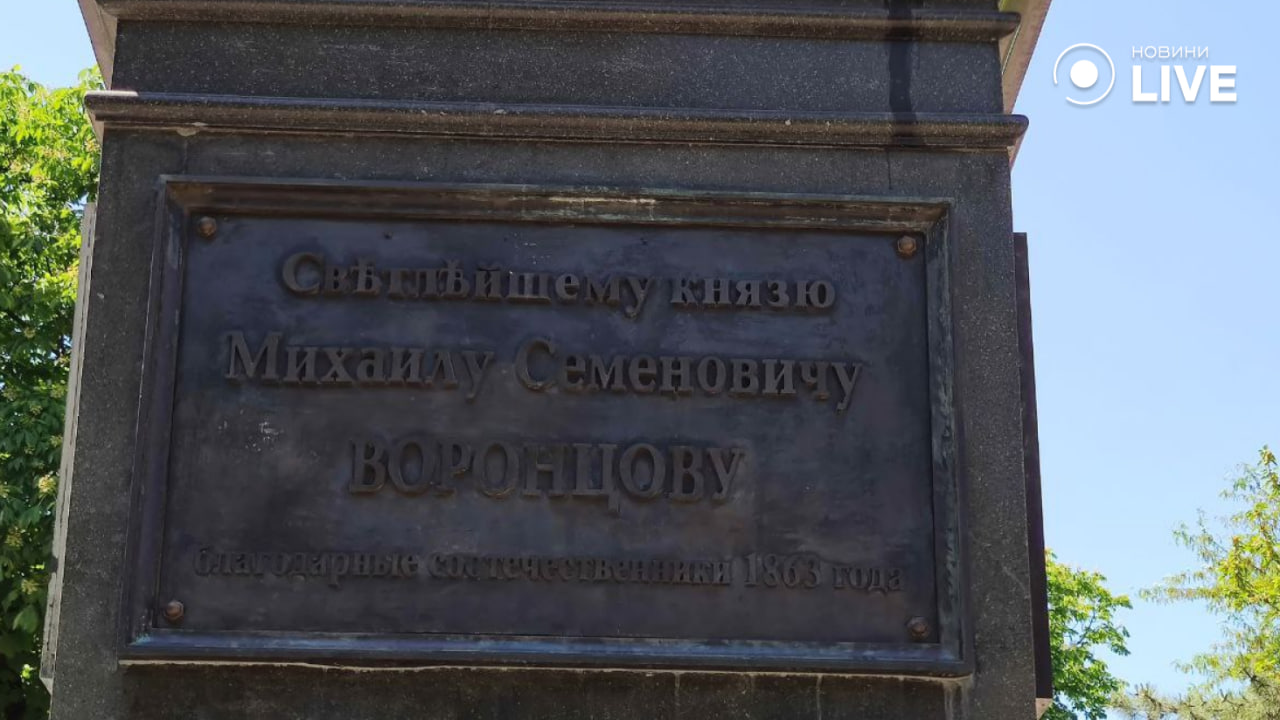 НОВИНИ
LIVE
Свѣтлѣйшему князю
Михаилу Семеновичу
ВОРОНЦОВУ
благодарные соотечественники 1863 года